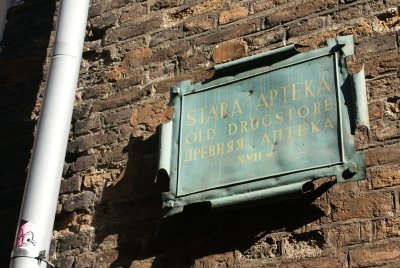 STARA APTEKA
OLD DRUGSTORE
ДРЕВНЯЯ АПТЕКА
XVII w.